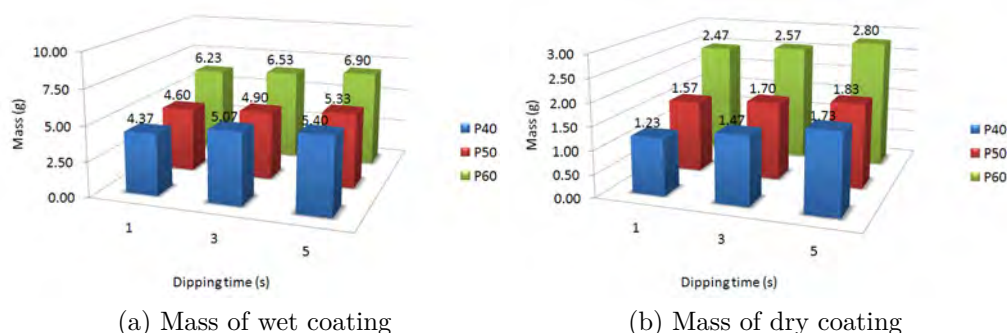 10.00
7.50
5.00
2.50
0.00
Mass (g)
6.23 6.53 6.90
4.60 4.90 5.33
4.37 5.07 5.40
1 3 5
Dipping time (s)
P40
P50
P60
(a) Mass of wet coating
3.00
2.50
2.00
1.50
1.00
0.50
0.00
Mass (g)
2.47 2.57 2.80
1.57 1.70 1.83
1.23 1.47 1.73
1 3 5
Dipping time (s)
P40
P50
P60
(b) Mass of dry coating